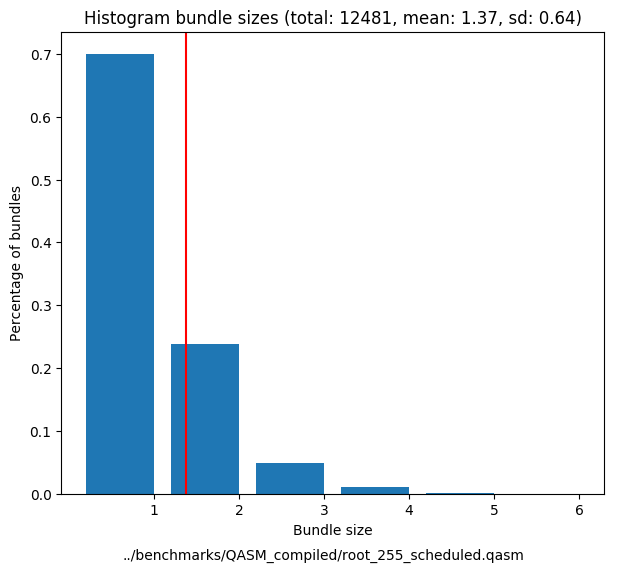 Histogram bundle sizes (total: 12481, mean: 1.37, sd: 0.64)
Percentage of bundles
0.7
0.6
0.5
0.4
0.3
0.2
0.1
0.0
1 2 3 4 5 6
Bundle size
../benchmarks/QASM_compiled/root_255_scheduled.qasm